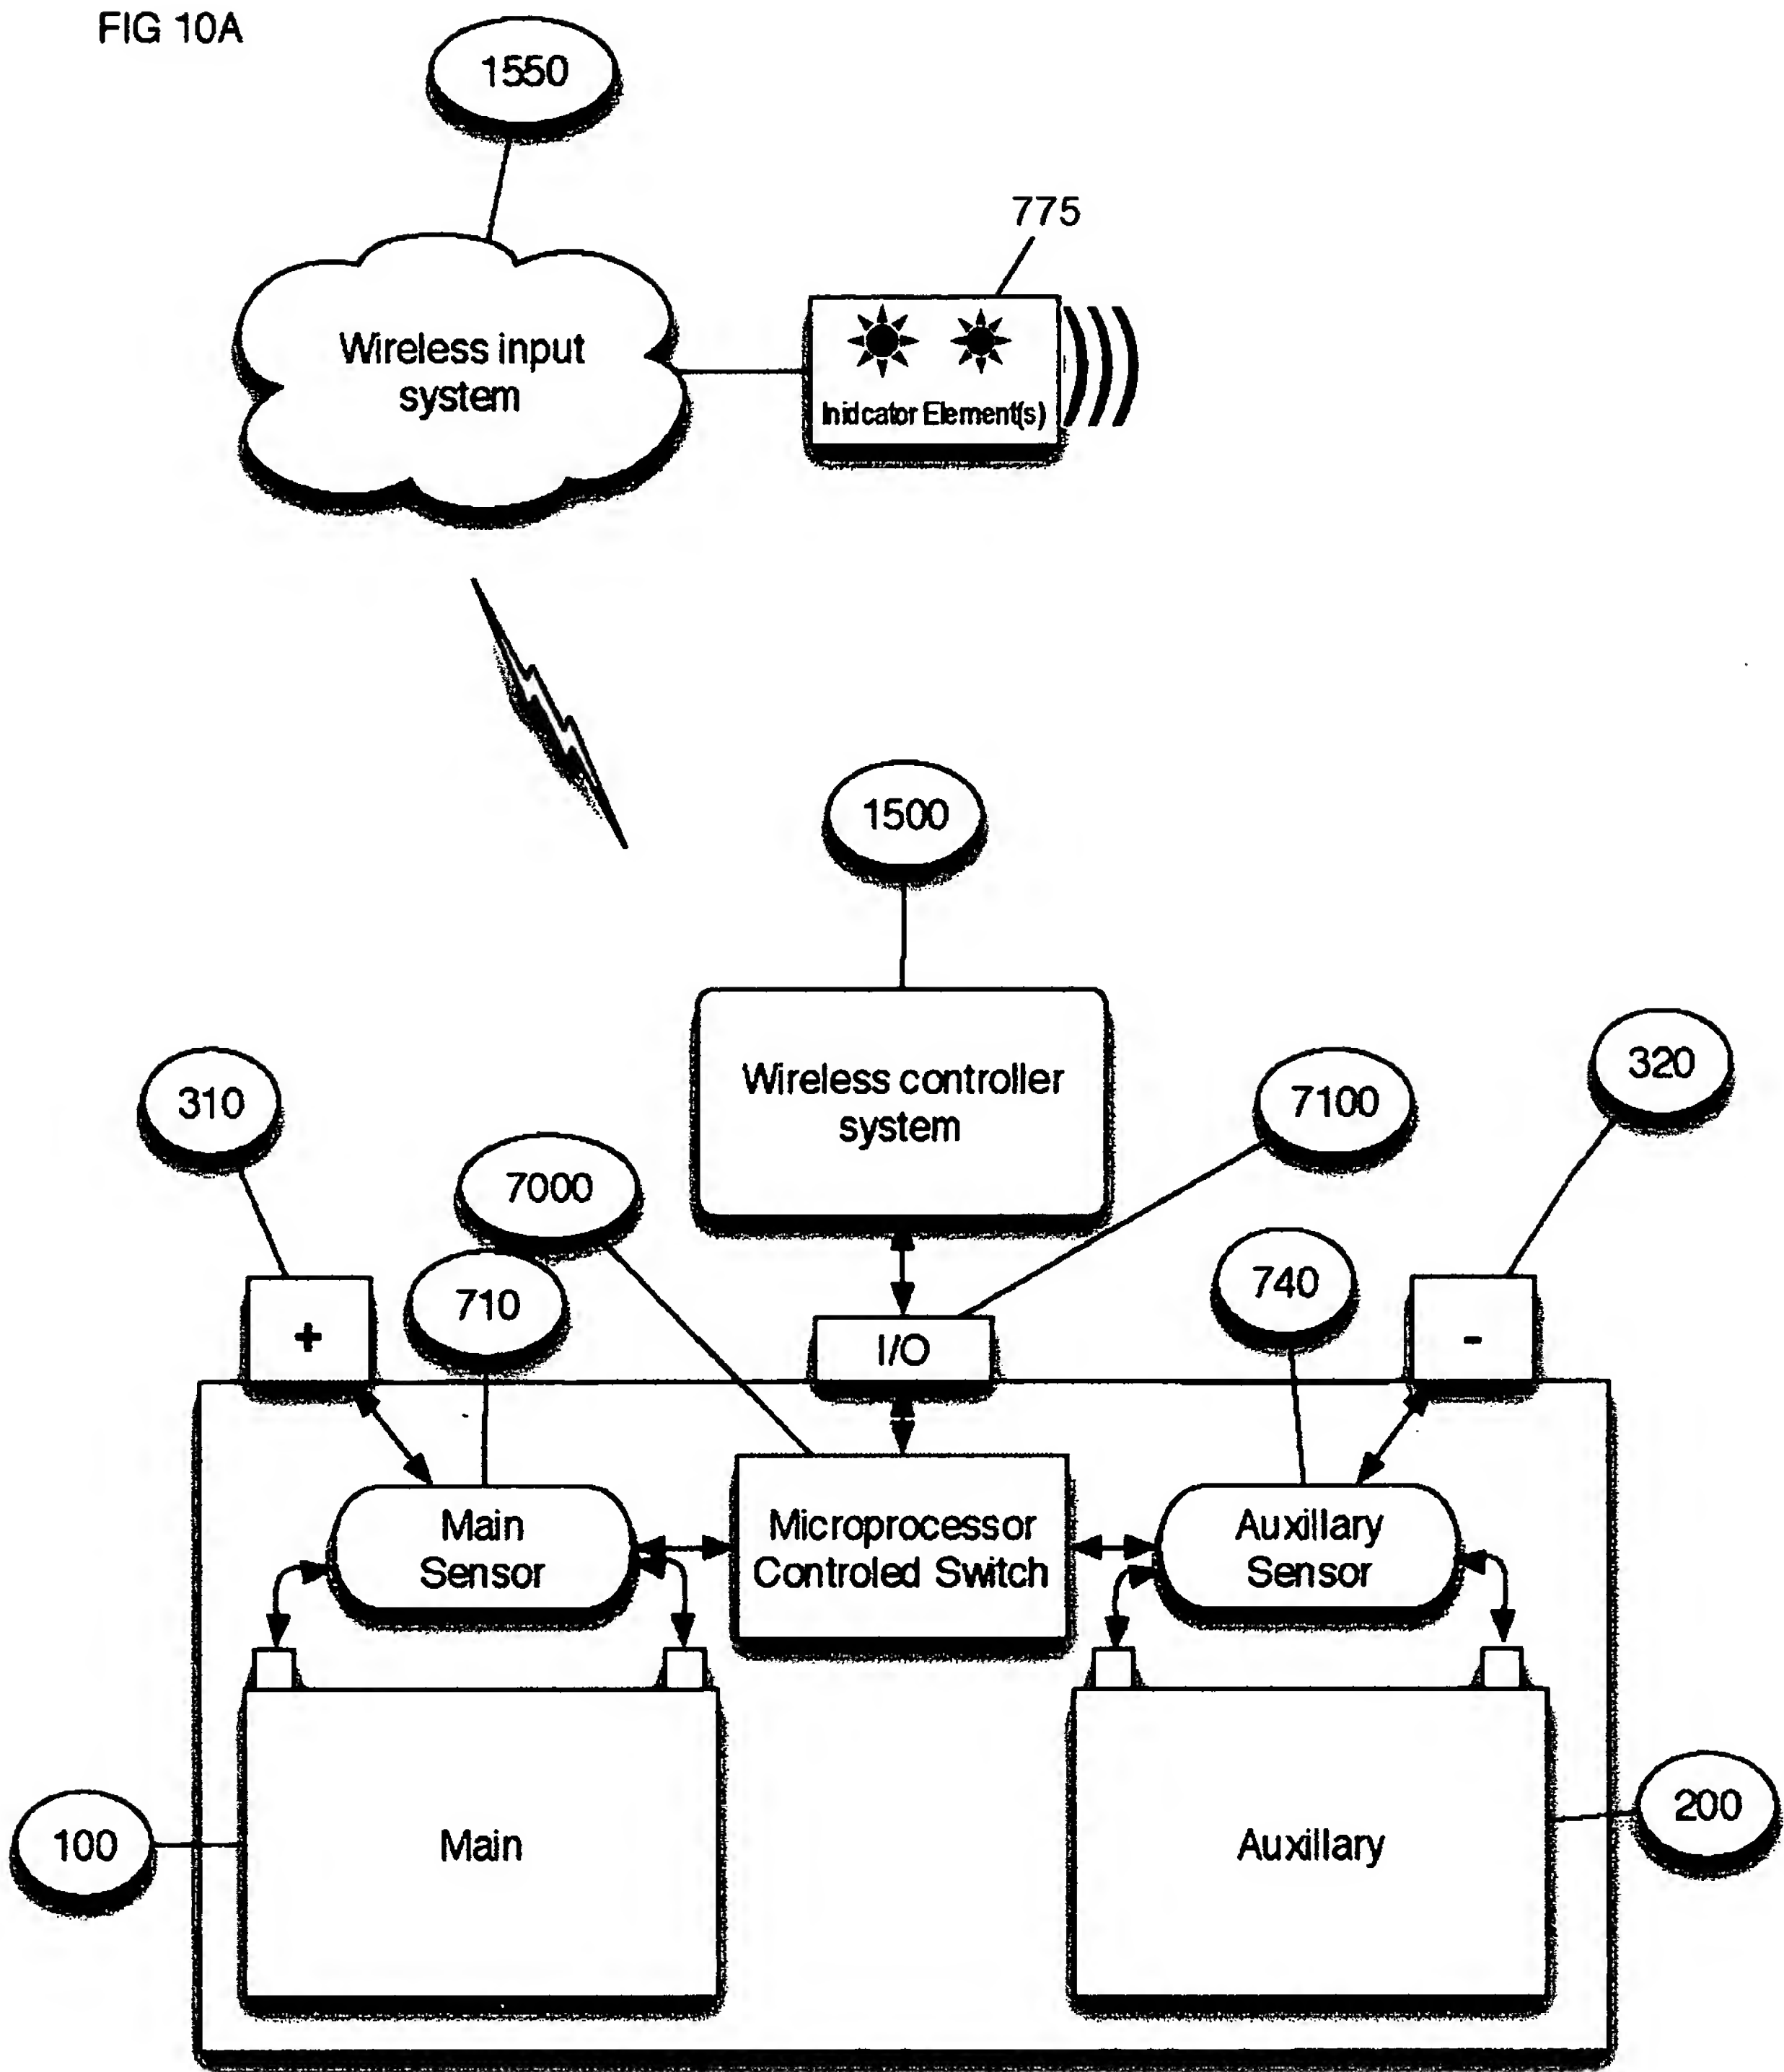 FIG 10A
1550
775
Wireless input
system
Inidcator Element(s)
1500
Wireless controller
system
310
320
7100
7000
710
740
+
I/O
-
Main
Sensor
Microprocessor
Controled Switch
Auxillary
Sensor
100
Main
Auxillary
200